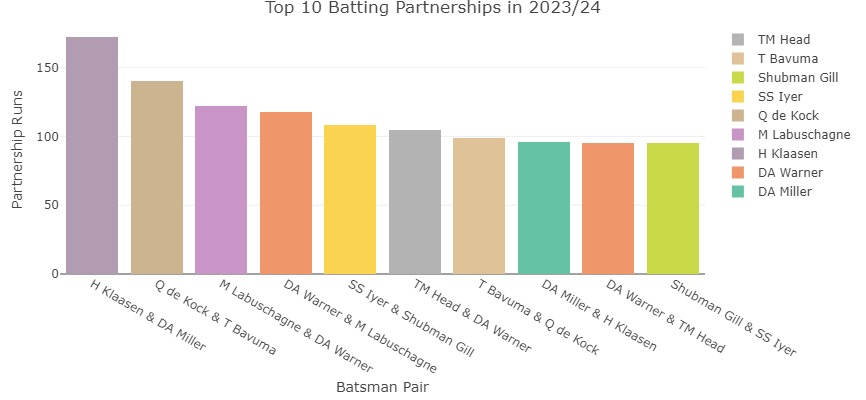 Top 10 Batting Partnerships in 2023/24
Partnership Runs
150
100
50
0
H Klaasen & DA Miller
Q de Kock & T Bavuma
M Labuschagne & DA Warner
DA Warner & M Labuschagne
SS Iyer & Shubman Gill
TM Head & DA Warner
T Bavuma & Q de Kock
DA Miller & H Klaasen
DA Warner & TM Head
Shubman Gill & SS Iyer
Batsman Pair
TM Head
T Bavuma
Shubman Gill
SS Iyer
Q de Kock
M Labuschagne
H Klaasen
DA Warner
DA Miller